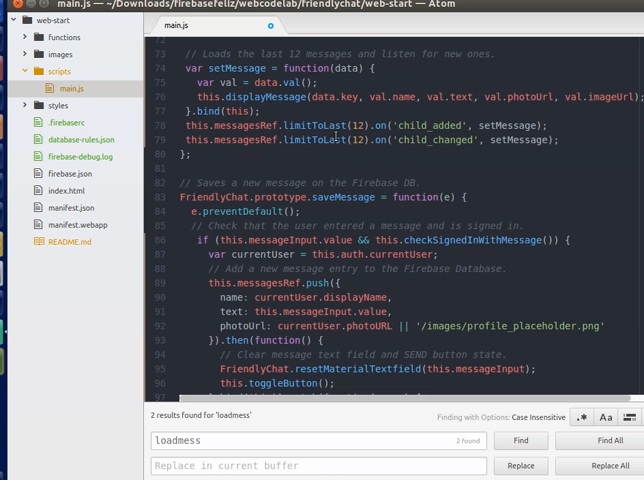 main.js — ~/Downloads/firebasefeliz/webcodelab/friendlychat/web-start — Atom
web-start
functions
images
scripts
main.js
styles
.firebaserc
database-rules.json
firebase-debug.log
firebase.json
index.html
manifest.json
manifest.webapp
README.md
main.js
72
73 // Loads the last 12 messages and listen for new ones.
74 var setMessage = function(data) {
75 var val = data.val();
76 this.displayMessage(data.key, val.name, val.text, val.photoUrl, val.imageUrl);
77 }.bind(this);
78 this.messagesRef.limitToLast(12).on('child_added', setMessage);
79 this.messagesRef.limitToLast(12).on('child_changed', setMessage);
80 };
81
82 // Saves a new message on the Firebase DB.
83 FriendlyChat.prototype.saveMessage = function(e) {
84 e.preventDefault();
85 // Check that the user entered a message and is signed in.
86 if (this.messageInput.value && this.checkSignedInWithMessage()) {
87 var currentUser = this.auth.currentUser;
88 // Add a new message entry to the Firebase Database.
89 this.messagesRef.push({
90 name: currentUser.displayName,
91 text: this.messageInput.value,
92 photoUrl: currentUser.photoURL || '/images/profile_placeholder.png'
93 }).then(function() {
94 // Clear message text field and SEND button state.
95 FriendlyChat.resetMaterialTextfield(this.messageInput);
96 this.toggleButton();
97
2 results found for 'loadmess'
Finding with Options: Case Insensitive
.* Aa
loadmess
2 found
Find
Find All
Replace in current buffer
Replace
Replace All